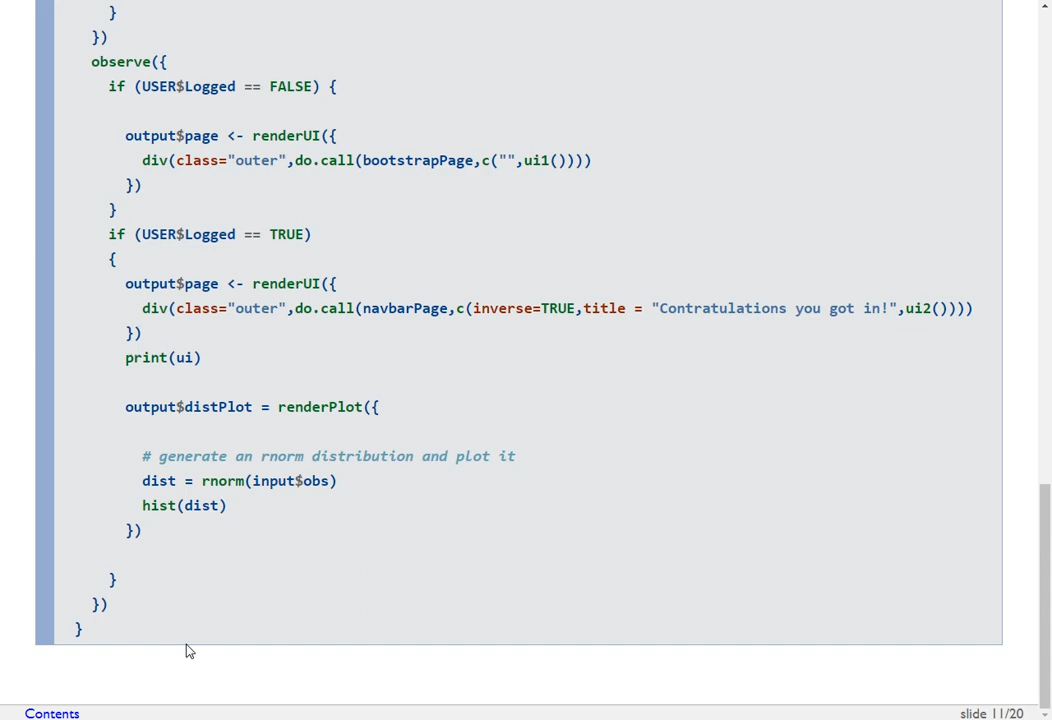 }
})
observe({
if (USER$Logged == FALSE) {
output$page <- renderUI({
div(class="outer",do.call(bootstrapPage,c("",ui1())))
})
}
if (USER$Logged == TRUE)
{
output$page <- renderUI({
div(class="outer",do.call(navbarPage,c(inverse=TRUE,title = "Contratulations you got in!",ui2())))
})
print(ui)
output$distPlot = renderPlot({
# generate an rnorm distribution and plot it
dist = rnorm(input$obs)
hist(dist)
})
}
})
}
Contents
slide 11/20